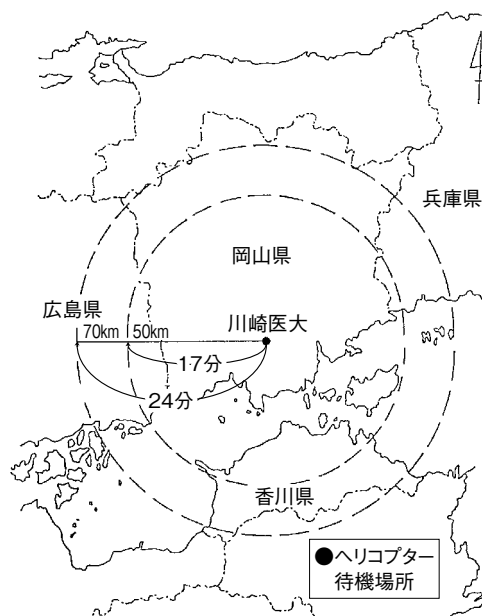 兵庫県
岡山県
広島県
川崎医大
70km
50km
17分
24分
香川県
●ヘリコプター
待機場所